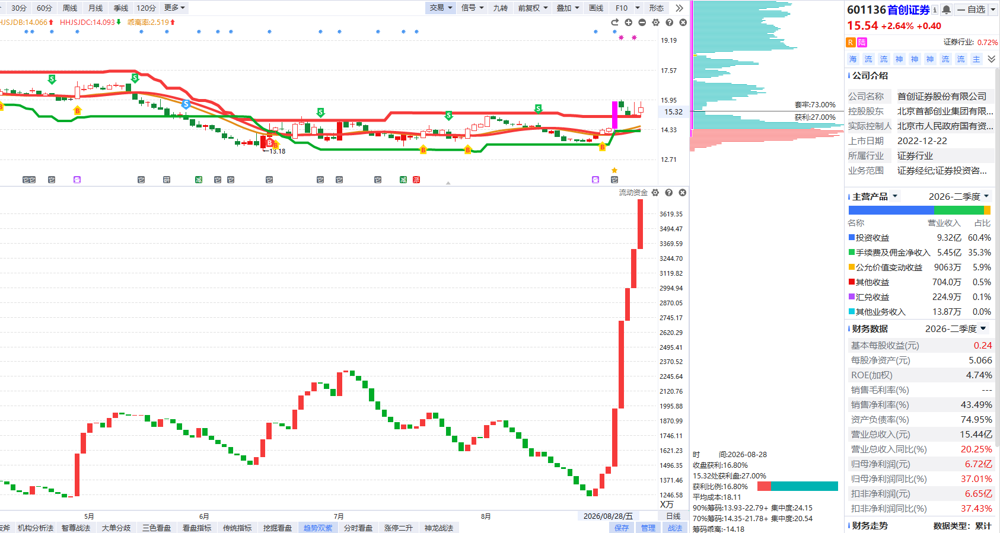 30分 60分 周线 月线 季线 120分 更多
交易 信号 九转 前复权 叠加 画线 F10 形态
HJSJDB:14.066 HHJSJDC:14.093 乖离率:2.519
19.19
17.57
15.95
15.32
14.33
12.71
S S S S S S
B B B B B B B
←13.18
研 减 减 派
流动资金
3619.35
3494.47
3369.59
3244.70
3119.82
2994.94
2870.05
2745.17
2620.29
2495.41
2370.52
2245.64
2120.76
1995.88
1870.99
1746.11
1621.23
1496.35
1371.46
1246.58
X万
5月 6月 7月 8月 2026/08/28/五 日线
机构分析法 智尊战法 大单分歧 三色看盘 看盘指标 传统指标 挖掘看盘 趋势双紫 分时看盘 涨停二升 神龙战法 保存 管理 战法
套牢:73.00%
获利:27.00%
时 间:2026-08-28
收盘获利:16.80%
15.32处获利盘:27.00%
获利比例:16.80%
平均成本:18.11
90%筹码:13.93-22.79+ 集中度:24.15
70%筹码:14.35-21.78+ 集中度:20.54
筹码乖离:-14.18
601136 首创证券 自选
15.54 +2.64% +0.40
R 陆 证券行业: 0.72%
海 流 流 神 神 神 流 流 主
公司介绍
公司名称 首创证券股份有限公司
控股股东 北京首都创业集团有限...
实际控制人 北京市人民政府国有资...
上市日期 2022-12-22
所属行业 证券行业
业务范围 证券经纪;证券投资咨...
主营产品 2026-二季度
名称 营业收入 占比
投资收益 9.32亿 60.4%
手续费及佣金净收入 5.45亿 35.3%
公允价值变动收益 9063万 5.9%
其他收益 704.0万 0.5%
汇兑收益 224.9万 0.1%
其他业务收入 13.87万 0.0%
财务数据 2026-二季度
基本每股收益(元) 0.24
每股净资产(元) 5.066
ROE(加权) 4.74%
销售毛利率(%) ---
销售净利率(%) 43.49%
资产负债率(%) 74.95%
营业总收入(元) 15.44亿
营业总收入同比(%) 20.25%
归母净利润(元) 6.72亿
归母净利润同比(%) 37.01%
扣非净利润(元) 6.65亿
扣非净利润同比(%) 37.43%
财务走势 数据类型: 累计